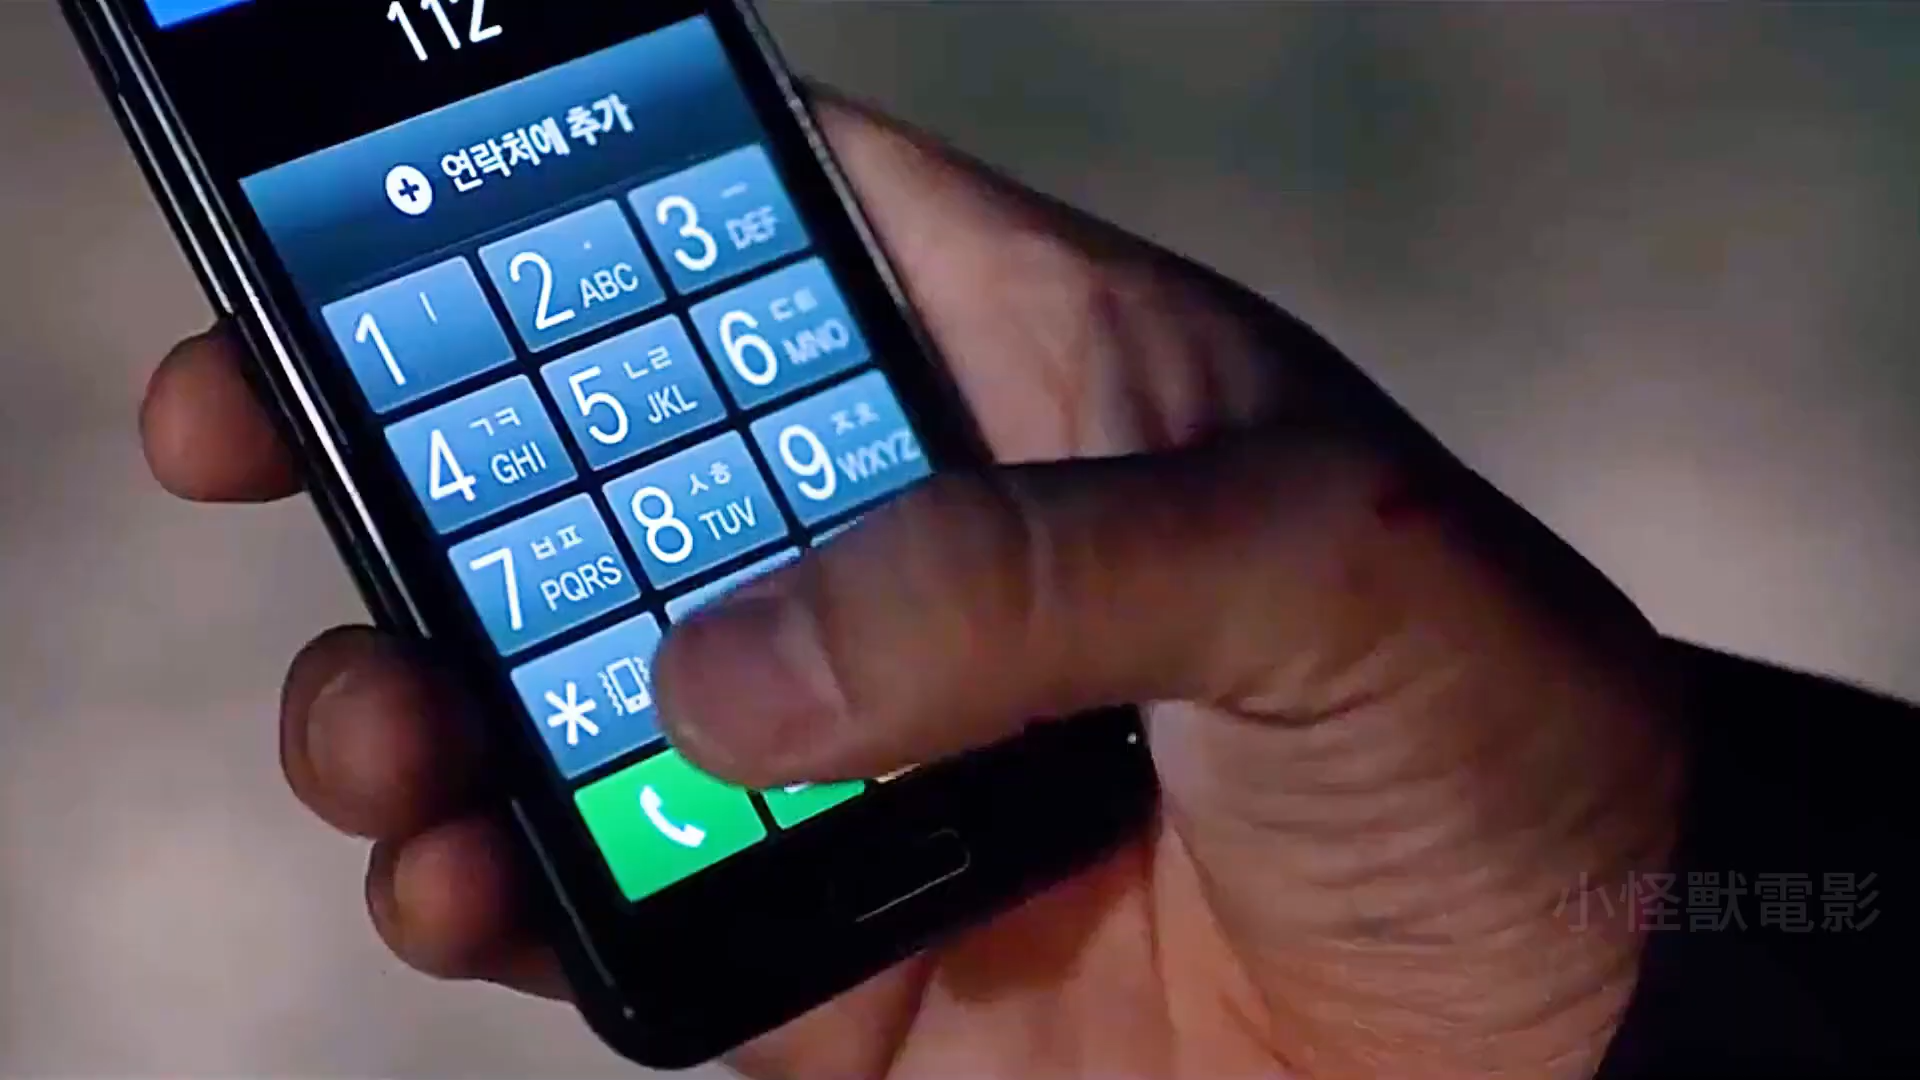 112
연락처에 추가
1 ㅣ
2 ㆍ ABC
3 ㅡ DEF
4 ㄱㅋ GHI
5 ㄴㄹ JKL
6 ㄷㅌ MNO
7 ㅂㅍ PQRS
8 ㅅㅎ TUV
9 ㅈㅊ WXYZ
*
小怪獸電影